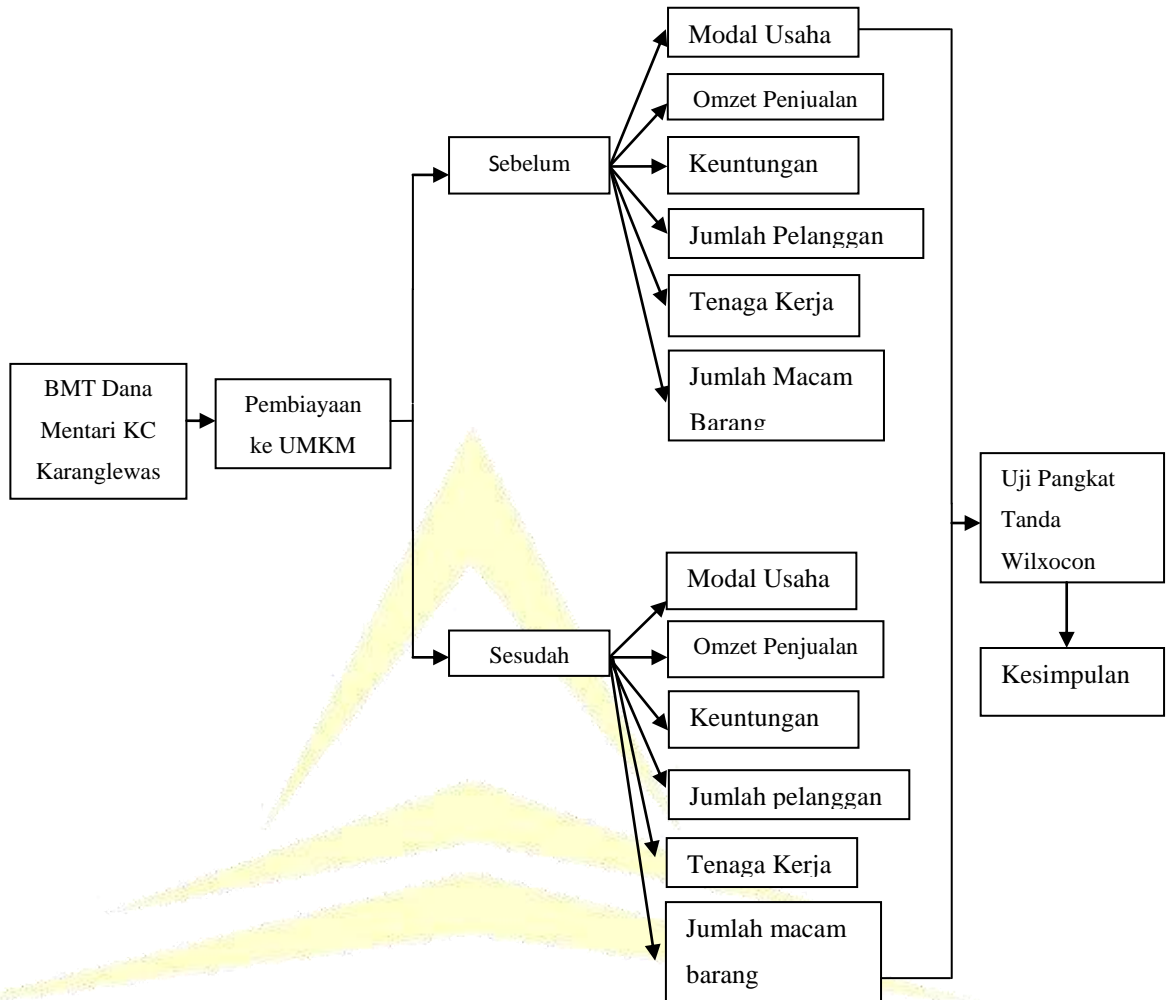 BMT Dana
Mentari KC
Karanglewas
Pembiayaan
ke UMKM
Sebelum
Modal Usaha
Omzet Penjualan
Keuntungan
Jumlah Pelanggan
Tenaga Kerja
Jumlah Macam
Barang
Sesudah
Modal Usaha
Omzet Penjualan
Keuntungan
Jumlah pelanggan
Tenaga Kerja
Jumlah macam
barang
Uji Pangkat
Tanda
Wilxocon
Kesimpulan